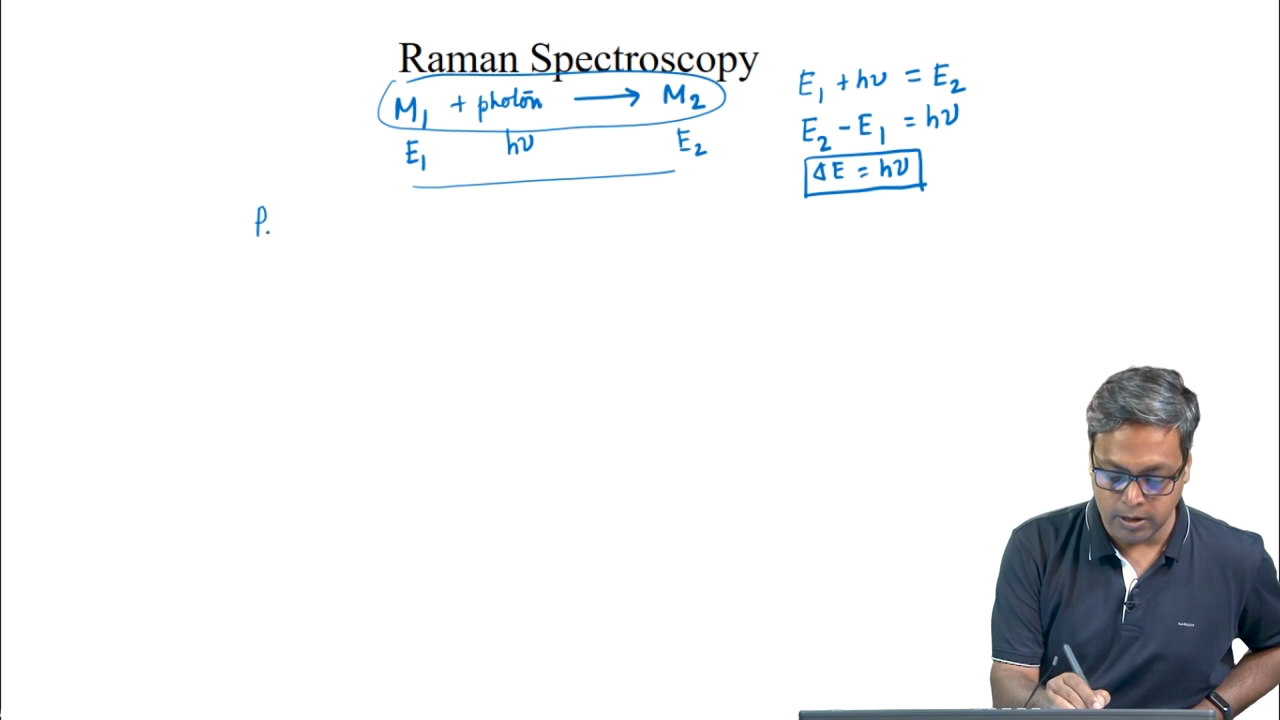 Raman Spectroscopy
M₁ + photon ⟶ M₂
E₁ hν E₂
E₁ + hν = E₂
E₂ - E₁ = hν
ΔE = hν
P.